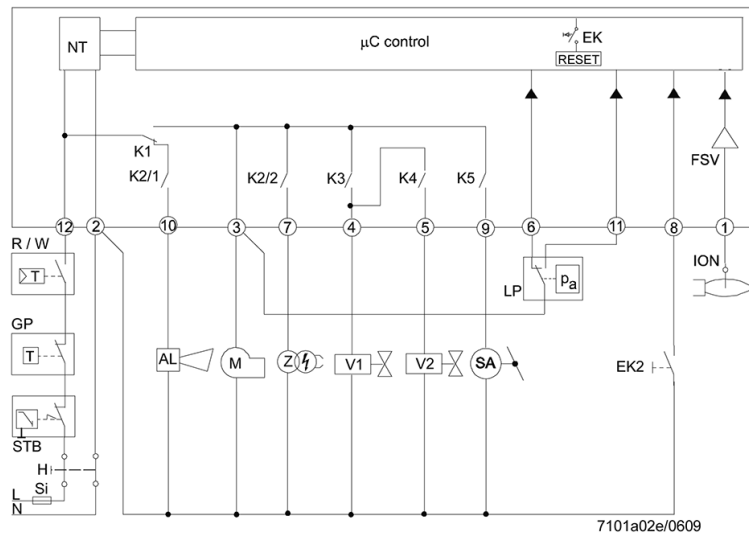 NT
μC control
EK
RESET
FSV
K1
K2/1
K2/2
K3
K4
K5
12 2 10 3 7 4 5 9 6 11 8 1
R / W
T
ION
LP
pa
GP
T
AL
M
Z
V1
V2
SA
EK2
STB
H
Si
L
N
7101a02e/0609